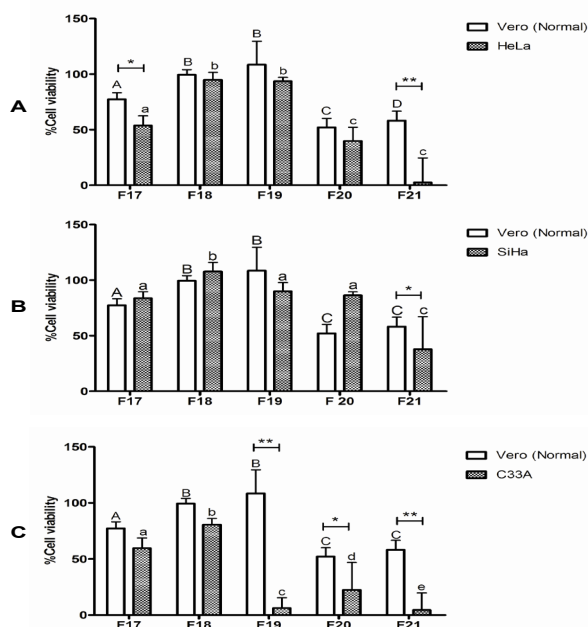 Vero (Normal)
HeLa
A
%Cell viability
150
100
50
0
A
*
a
B
b
B
b
C
c
D
**
c
F17
F18
F19
F20
F21
Vero (Normal)
SiHa
B
%Cell viability
150
100
50
0
A
a
B
b
B
a
C
a
C
*
c
F17
F18
F19
F 20
F21
Vero (Normal)
C33A
C
%Cell viability
150
100
50
0
A
a
B
b
B
**
c
C
*
d
C
**
e
F17
F18
F19
F20
F21